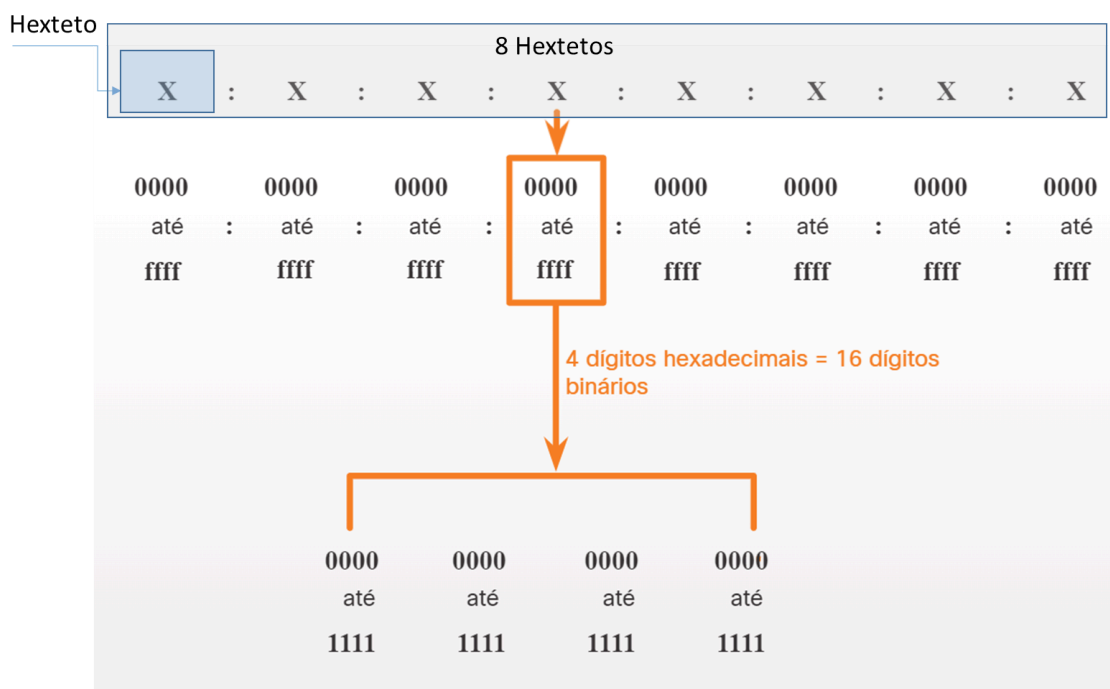 Hexteto
8 Hextetos
X : X : X : X : X : X : X : X
0000 0000 0000 0000 0000 0000 0000 0000
até : até : até : até : até : até : até : até
ffff ffff ffff ffff ffff ffff ffff ffff
4 dígitos hexadecimais = 16 dígitos
binários
0000 0000 0000 0000
até até até até
1111 1111 1111 1111